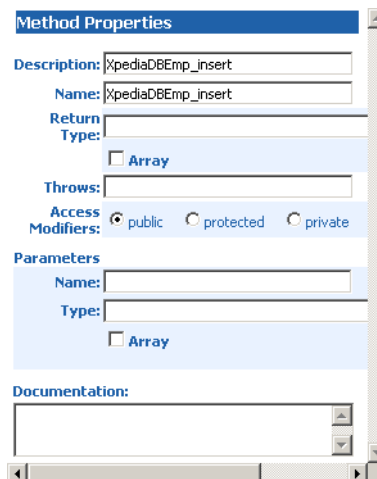 Method Properties
Description: XpediaDBEmp_insert
Name: XpediaDBEmp_insert
Return
Type:
Array
Throws:
Access
Modifiers: public protected private
Parameters
Name:
Type:
Array
Documentation: